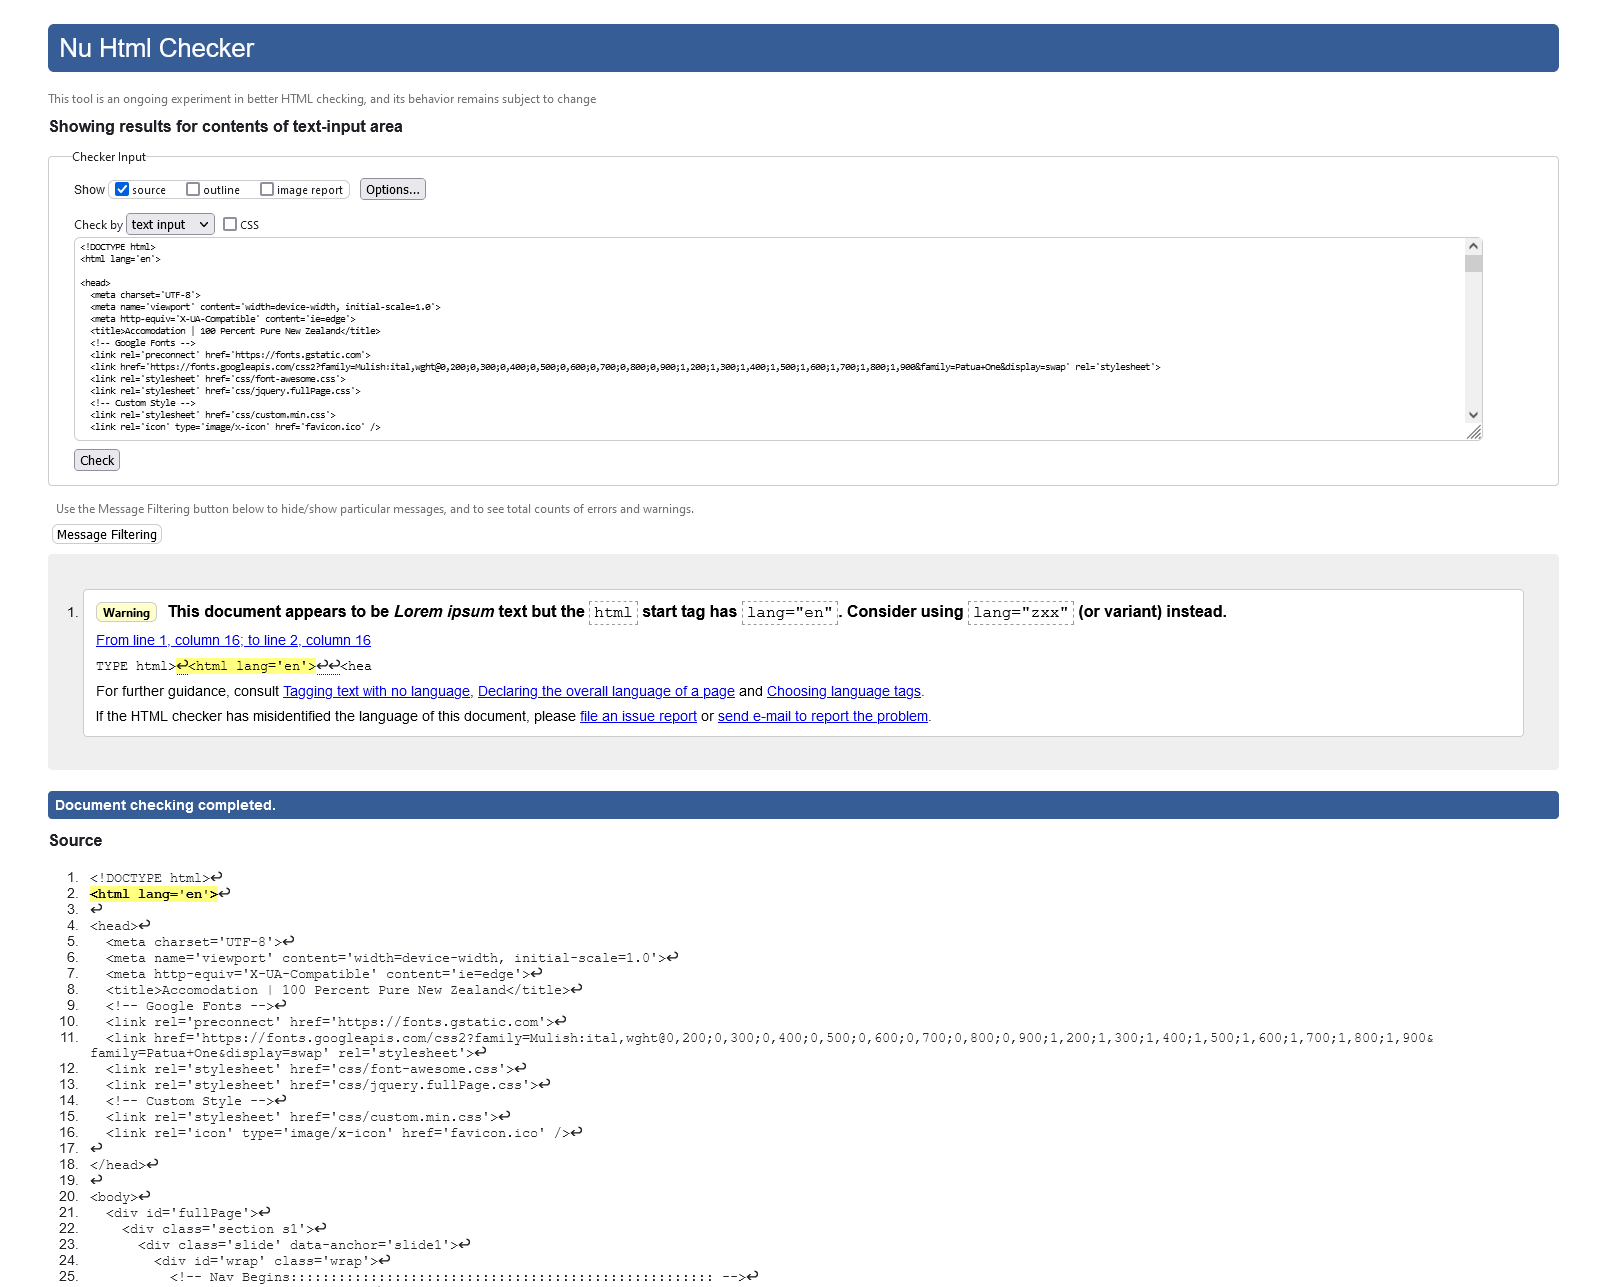 Nu Html Checker
This tool is an ongoing experiment in better HTML checking, and its behavior remains subject to change
Showing results for contents of text-input area
Checker Input
Show source outline image report Options...
Check by text input CSS
<!DOCTYPE html>
<html lang='en'>
<head>
<meta charset='UTF-8'>
<meta name='viewport' content='width=device-width, initial-scale=1.0'>
<meta http-equiv='X-UA-Compatible' content='ie=edge'>
<title>Accomodation | 100 Percent Pure New Zealand</title>
<!-- Google Fonts -->
<link rel='preconnect' href='https://fonts.gstatic.com'>
<link href='https://fonts.googleapis.com/css2?family=Mulish:ital,wght@0,200;0,300;0,400;0,500;0,600;0,700;0,800;0,900;1,200;1,300;1,400;1,500;1,600;1,700;1,800;1,900&family=Patua+One&display=swap' rel='stylesheet'>
<link rel='stylesheet' href='css/font-awesome.css'>
<link rel='stylesheet' href='css/jquery.fullPage.css'>
<!-- Custom Style -->
<link rel='stylesheet' href='css/custom.min.css'>
<link rel='icon' type='image/x-icon' href='favicon.ico' />
Check
Use the Message Filtering button below to hide/show particular messages, and to see total counts of errors and warnings.
Message Filtering
1. Warning This document appears to be Lorem ipsum text but the html start tag has lang="en". Consider using lang="zxx" (or variant) instead.
From line 1, column 16; to line 2, column 16
TYPE html>↩<html lang='en'>↩↩<hea
For further guidance, consult Tagging text with no language, Declaring the overall language of a page and Choosing language tags.
If the HTML checker has misidentified the language of this document, please file an issue report or send e-mail to report the problem.
Document checking completed.
Source
1. <!DOCTYPE html>↩
2. <html lang='en'>↩
3. ↩
4. <head>↩
5. <meta charset='UTF-8'>↩
6. <meta name='viewport' content='width=device-width, initial-scale=1.0'>↩
7. <meta http-equiv='X-UA-Compatible' content='ie=edge'>↩
8. <title>Accomodation | 100 Percent Pure New Zealand</title>↩
9. <!-- Google Fonts -->↩
10. <link rel='preconnect' href='https://fonts.gstatic.com'>↩
11. <link href='https://fonts.googleapis.com/css2?family=Mulish:ital,wght@0,200;0,300;0,400;0,500;0,600;0,700;0,800;0,900;1,200;1,300;1,400;1,500;1,600;1,700;1,800;1,900&
family=Patua+One&display=swap' rel='stylesheet'>↩
12. <link rel='stylesheet' href='css/font-awesome.css'>↩
13. <link rel='stylesheet' href='css/jquery.fullPage.css'>↩
14. <!-- Custom Style -->↩
15. <link rel='stylesheet' href='css/custom.min.css'>↩
16. <link rel='icon' type='image/x-icon' href='favicon.ico' />↩
17. ↩
18. </head>↩
19. ↩
20. <body>↩
21. <div id='fullPage'>↩
22. <div class='section s1'>↩
23. <div class='slide' data-anchor='slide1'>↩
24. <div id='wrap' class='wrap'>↩
25. <!-- Nav Begins::::::::::::::::::::::::::::::::::::::::::::::::::::: -->↩